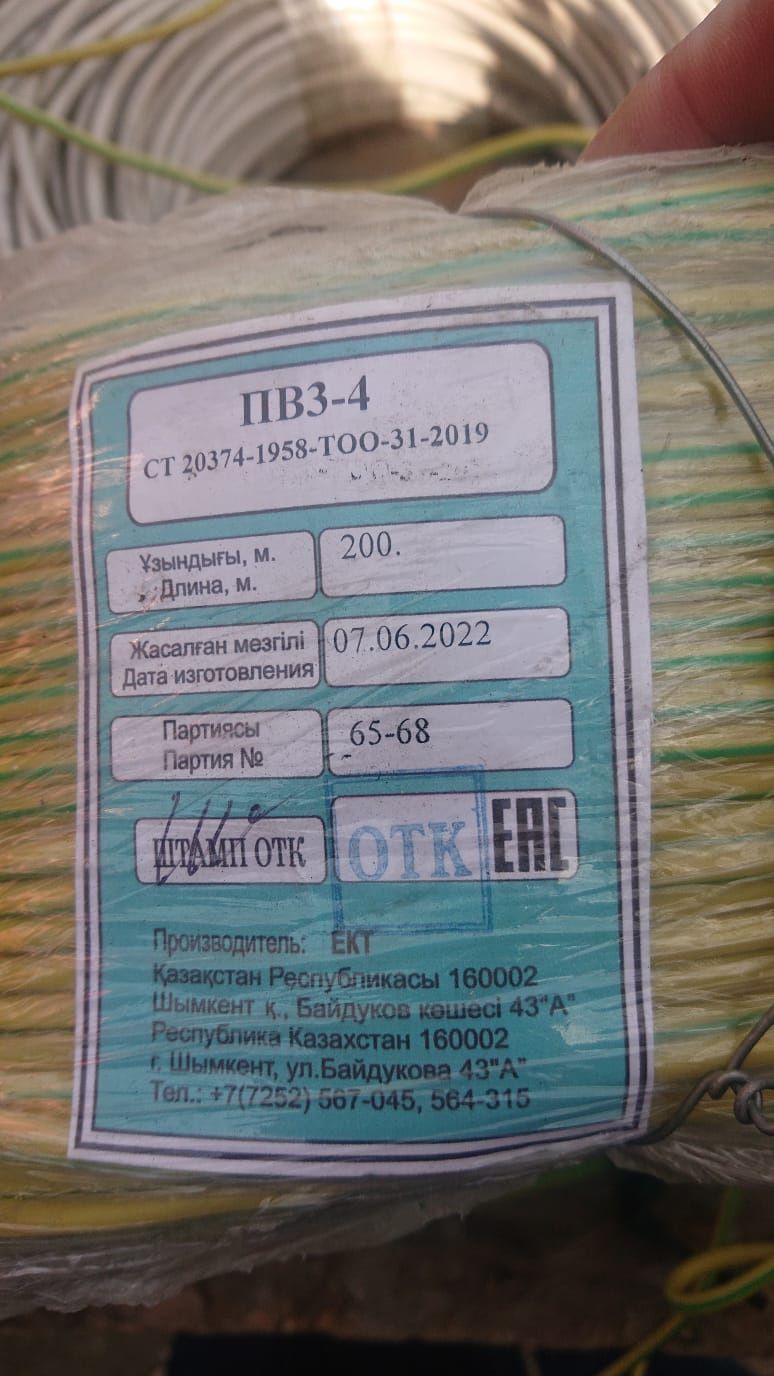 ПВ3-4
СТ 20374-1958-ТОО-31-2019
Ұзындығы, м.
Длина, м.
200.
Жасалған мезгілі
Дата изготовления
07.06.2022
Партиясы
Партия №
65-68
ШТАМП ОТК
ОТК
ЕАС
Производитель: ЕКТ
Қазақстан Республикасы 160002
Шымкент қ., Байдуков көшесі 43"А"
Республика Казахстан 160002
г. Шымкент, ул.Байдукова 43"А"
Тел.: +7(7252) 567-045, 564-315